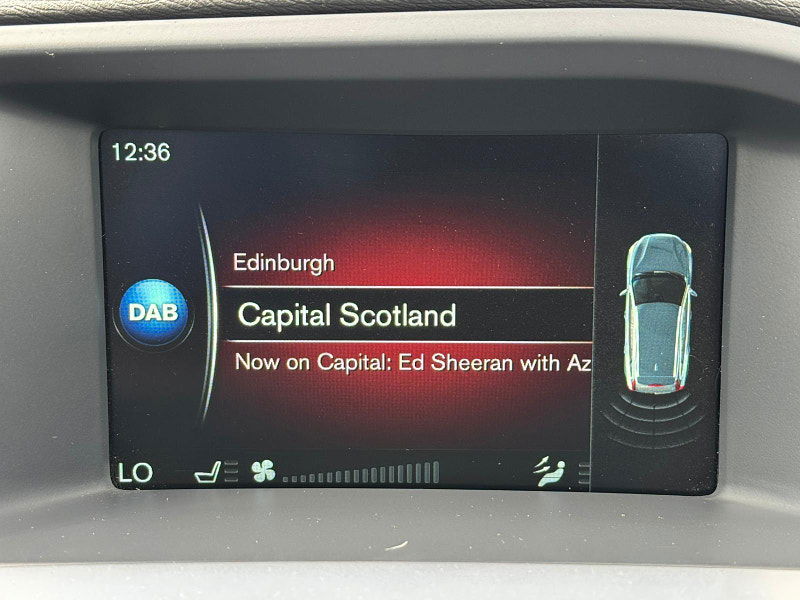 12:36
Edinburgh
DAB
Capital Scotland
Now on Capital: Ed Sheeran with Az
LO